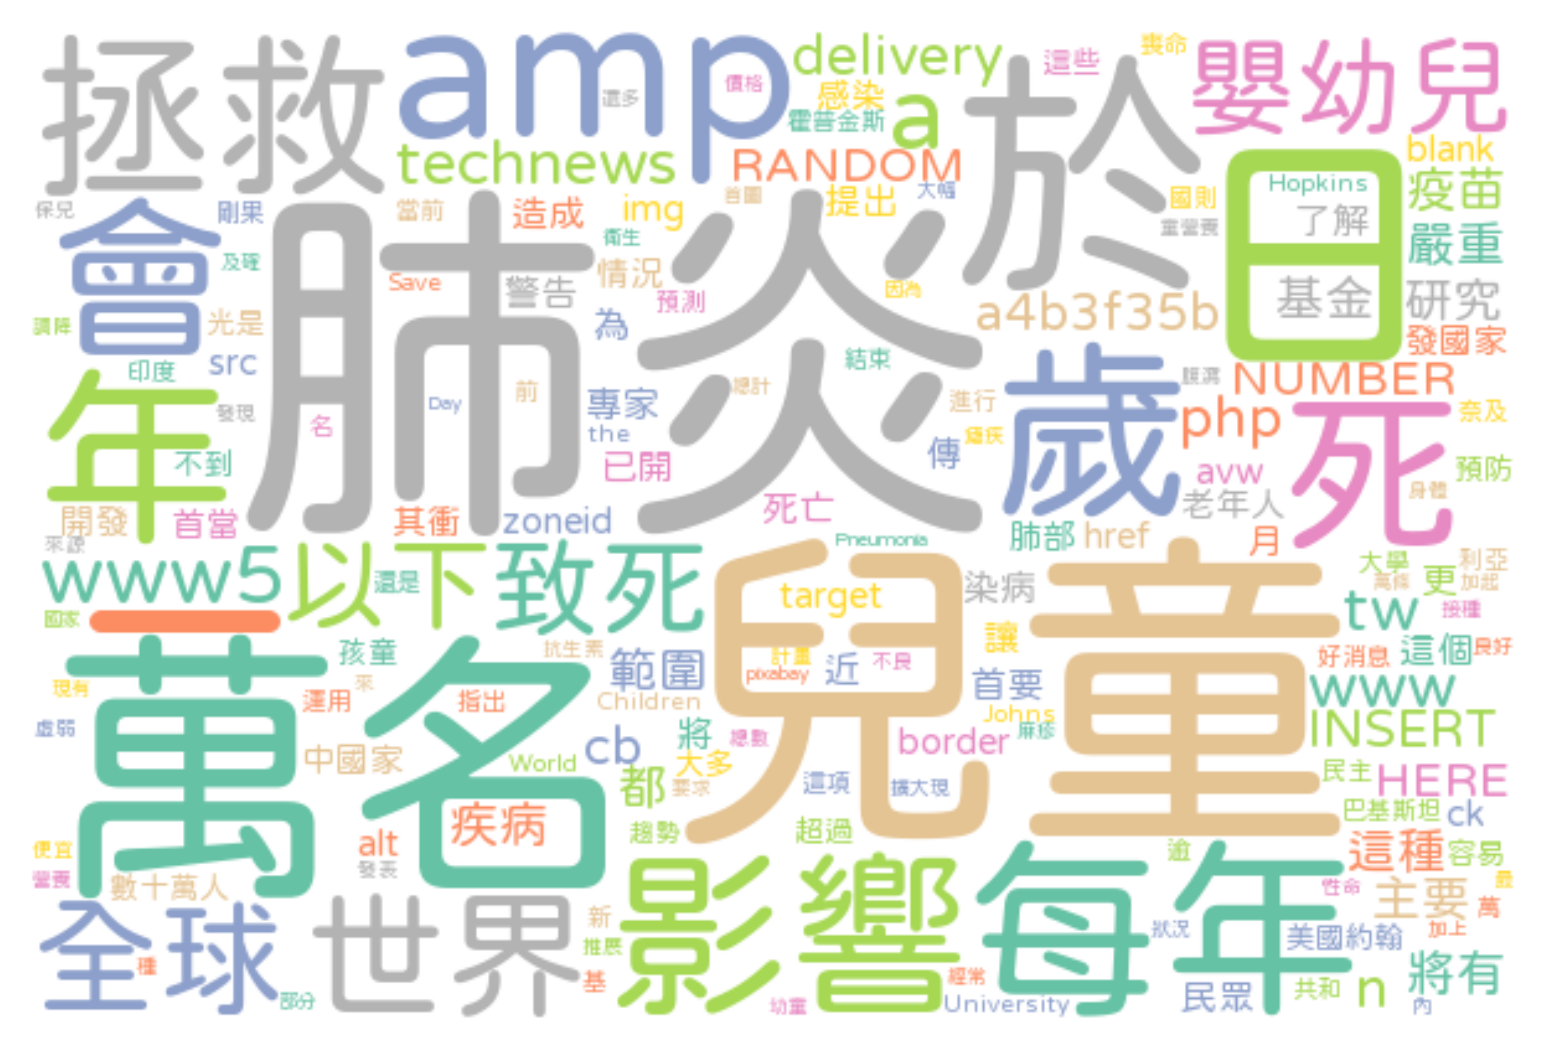 拯救
amp
delivery
這些
喪命
嬰幼兒
於
價格
這多
感染
a
霍普金斯
technews
RANDOM
blank
日
Hopkins
疫苗
了解
保兒
會
剛果
當前
造成
img
首圖
提出
大幅
國則
童營養
衛生
嚴重
及確
肺炎
Save
警告
情況
預測
因為
a4b3f35b
基金
研究
調降
光是
為
發國家
印度
src
結束
歲
腹瀉
NUMBER
年
發現
Day
前
專家
總計
進行
php
死
奈及
名
the
傳
瘧疾
不到
已開
avw
預防
身體
老年人
開發
首當
其衝
zoneid
死亡
肺部
href
月
來源
Pneumonia
www5
以下
還是
致死
兒童
target
染病
大學
利亞
萬條
更
加起
tw
接種
國家
一
萬名
孩童
抗生素
範圍
計畫
近
不良
讓
好消息
這個
良好
pixabay
現有
來
運用
指出
Children
首要
www
虛弱
將
總數
Johns
麻疹
INSERT
中國家
World
cb
border
大多
都
要求
這項
擴大現
民主
HERE
疾病
巴基斯坦
ck
alt
趨勢
超過
便宜
發表
影響
每年
逾
這種
容易
營養
數十萬人
性命
主要
最
萬
全球
世界
新
狀況
美國約翰
加上
推展
種
基
經常
將有
部分
幼童
University
民眾
共和
n
內